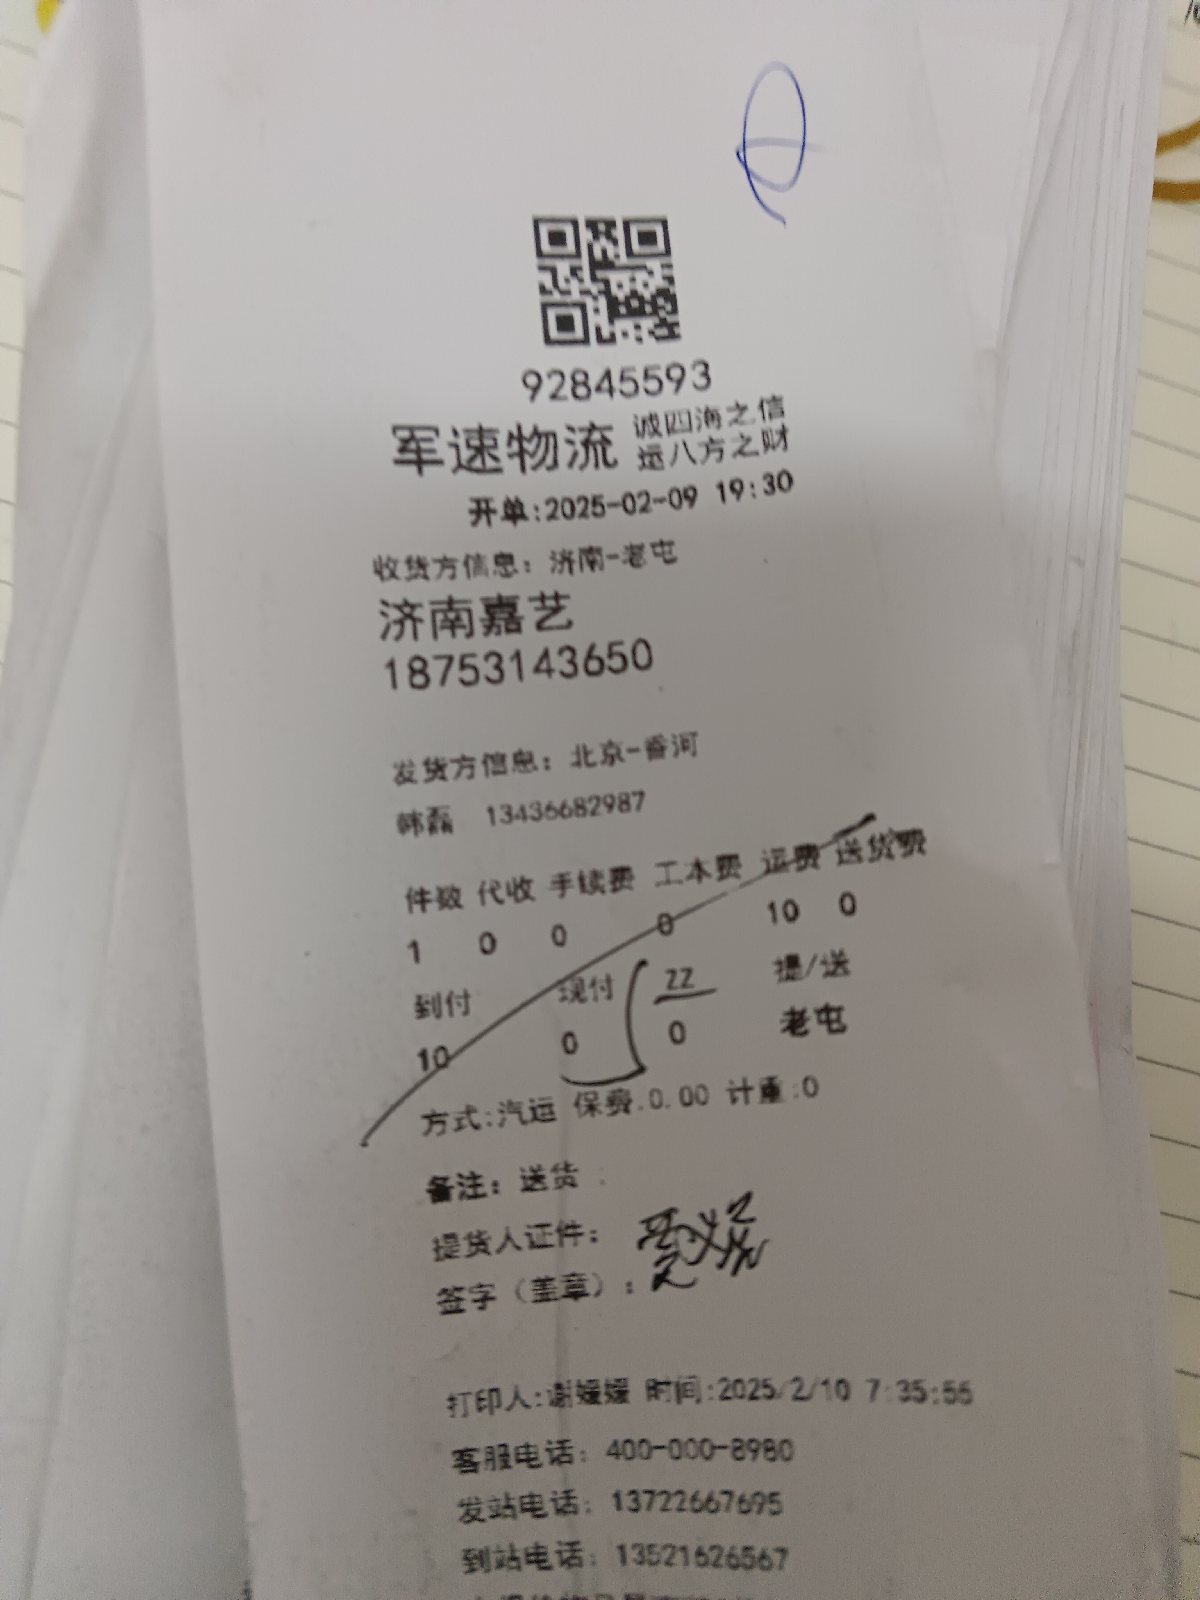 92845593
军速物流 诚四海之信
运八方之财
开单:2025-02-09 19:30
收货方信息：济南-老屯
济南嘉艺
18753143650
发货方信息：北京-香河
韩磊 13436682987
件数 代收 手续费 工本费 运费 送货费
1 0 0 0 10 0
到付 现付 ZZ 提/送
10 0 0 老屯
方式:汽运 保费:0.00 计重:0
备注：送货
提货人证件：
签字（盖章）：
打印人:谢媛媛 时间:2025/2/10 7:35:55
客服电话：400-000-8980
发站电话：13722667695
到站电话：13521626567